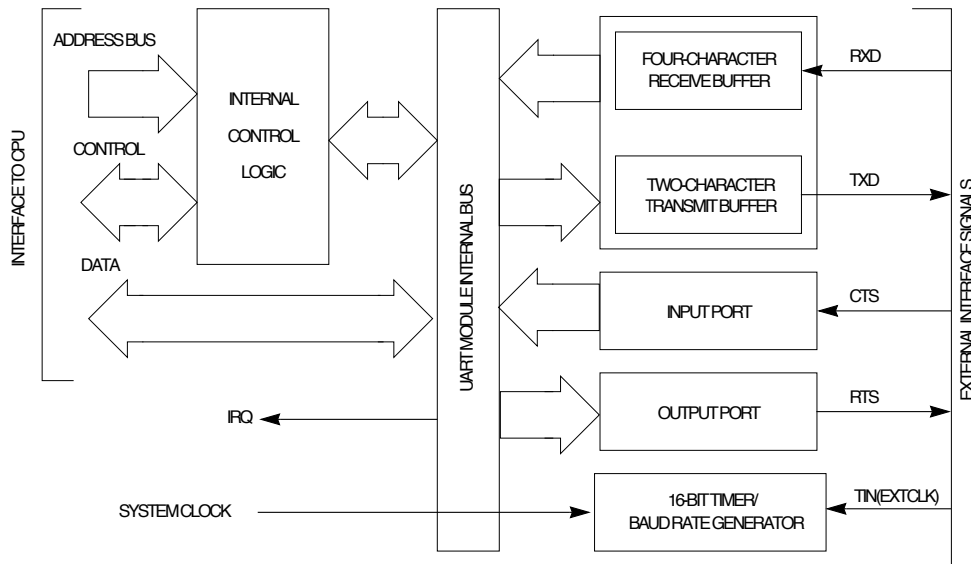 INTERFACE TO CPU
ADDRESS BUS
CONTROL
DATA
INTERNAL
CONTROL
LOGIC
IRQ
SYSTEM CLOCK
UART MODULE INTERNAL BUS
FOUR-CHARACTER
RECEIVE BUFFER
TWO-CHARACTER
TRANSMIT BUFFER
INPUT PORT
OUTPUT PORT
16-BIT TIMER/
BAUD RATE GENERATOR
RXD
TXD
CTS
RTS
TIN(EXTCLK)
EXTERNAL INTERFACE SIGNALS